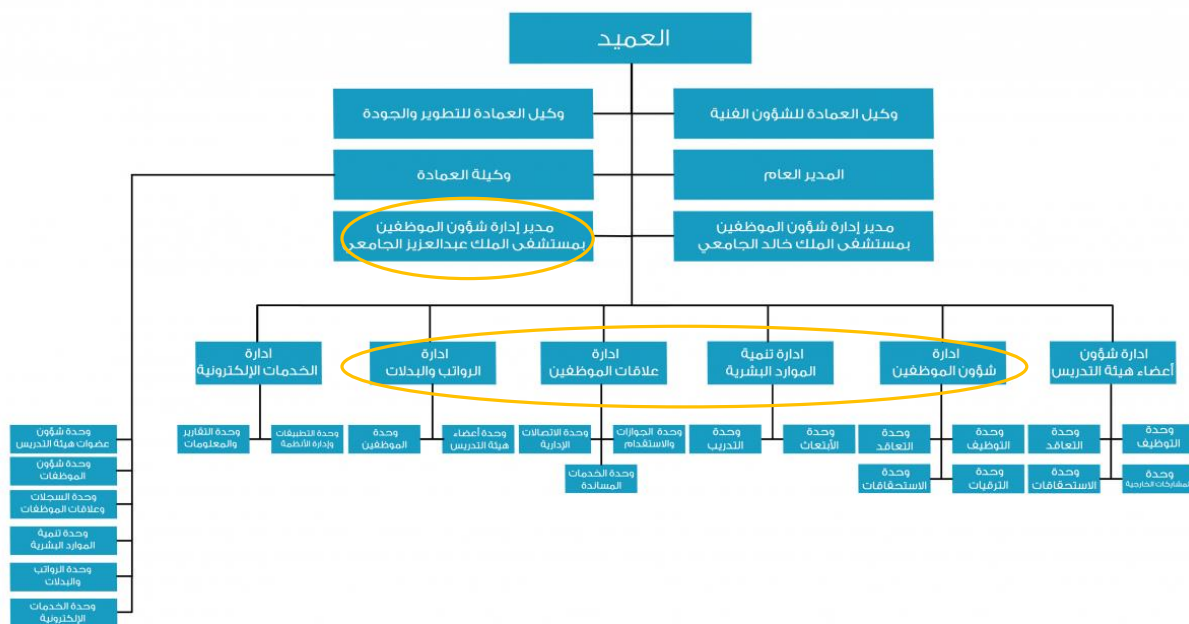 العميد
وكيل العمادة للشؤون الفنية
وكيل العمادة للتطوير والجودة
المدير العام
وكيلة العمادة
مدير إدارة شؤون الموظفين
بمستشفى الملك خالد الجامعي
مدير إدارة شؤون الموظفين
بمستشفى الملك عبدالعزيز الجامعي
ادارة شؤون
أعضاء هيئة التدريس
ادارة
شؤون الموظفين
ادارة تنمية
الموارد البشرية
ادارة
علاقات الموظفين
ادارة
الرواتب والبدلات
ادارة
الخدمات الإلكترونية
وحدة
التوظيف
وحدة
التعاقد
وحدة
المشاركات الخارجية
وحدة
الاستحقاقات
وحدة
التوظيف
وحدة
التعاقد
وحدة
الترقيات
وحدة
الاستحقاقات
وحدة
الأبتعاث
وحدة
التدريب
وحدة الجوازات
والاستقدام
وحدة الاتصالات
الإدارية
وحدة الخدمات
المساندة
وحدة أعضاء
هيئة التدريس
وحدة
الموظفين
وحدة التطبيقات
وإدارة الأنظمة
وحدة التقارير
والمعلومات
وحدة شؤون
عضوات هيئة التدريس
وحدة شؤون
الموظفات
وحدة السجلات
وعلاقات الموظفات
وحدة تنمية
الموارد البشرية
وحدة الرواتب
والبدلات
وحدة الخدمات
الإلكترونية